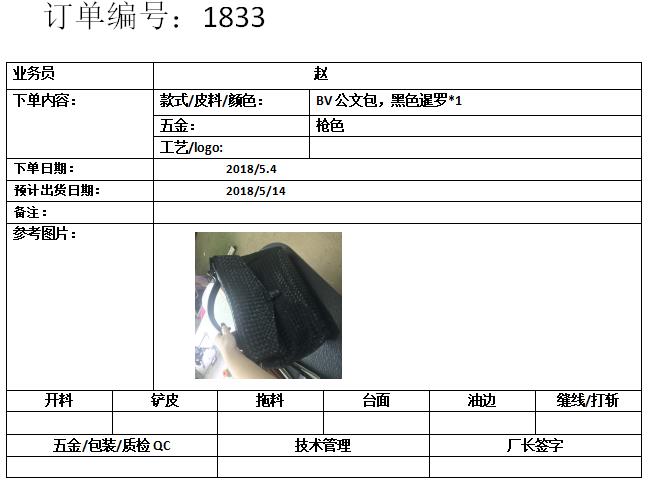 订单编号：1833
业务员 赵
下单内容： 款式/皮料/颜色： BV公文包，黑色暹罗*1
五金： 枪色
工艺/logo:
下单日期： 2018/5.4
预计出货日期： 2018/5/14
备注：
参考图片：
开料 铲皮 拖料 台面 油边 缝线/打斩
五金/包装/质检QC 技术管理 厂长签字